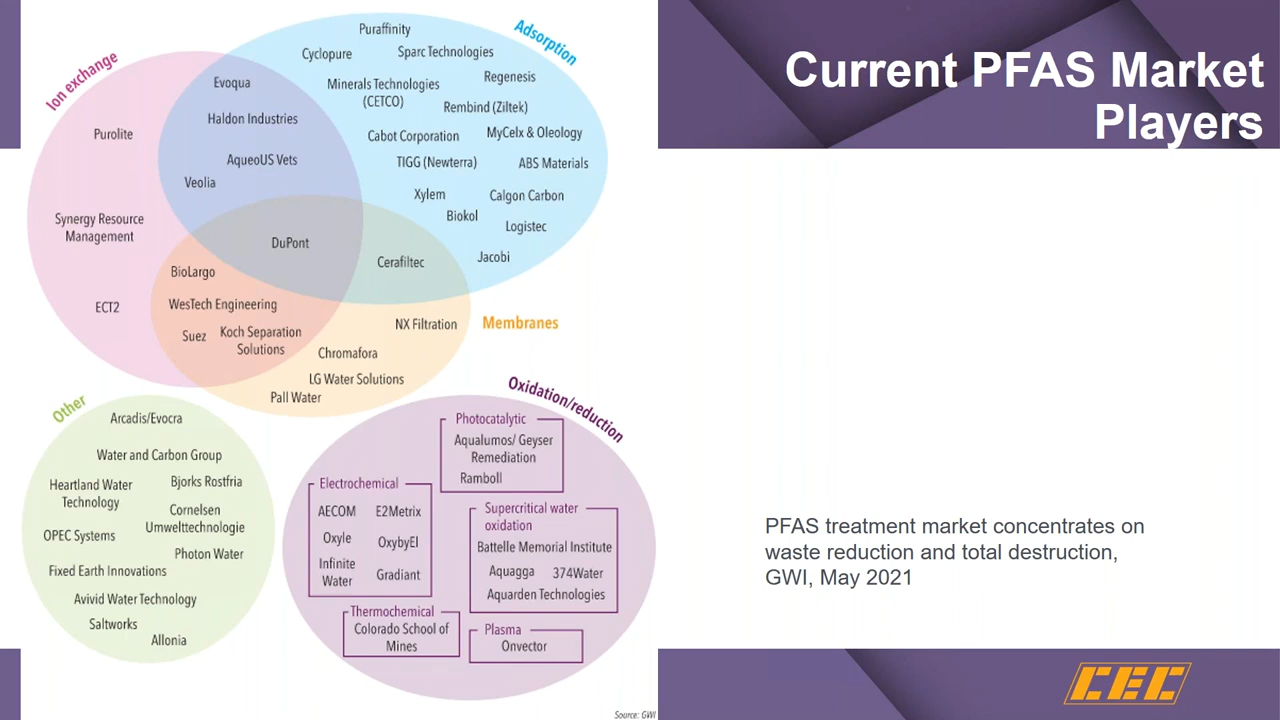 Current PFAS Market
Players
Ion exchange
Adsorption
Puraffinity
Cyclopure
Sparc Technologies
Evoqua
Minerals Technologies
(CETCO)
Regenesis
Rembind (Ziltek)
Haldon Industries
Purolite
Cabot Corporation
MyCelx & Oleology
AqueoUS Vets
TIGG (Newterra)
ABS Materials
Veolia
Xylem
Calgon Carbon
Biokol
Synergy Resource
Management
Logistec
DuPont
Cerafiltec
Jacobi
BioLargo
ECT2
WesTech Engineering
Suez
Koch Separation
Solutions
NX Filtration
Membranes
Chromafora
LG Water Solutions
Pall Water
Other
Arcadis/Evocra
Water and Carbon Group
Heartland Water
Technology
Bjorks Rostfria
Cornelsen
Umwelttechnologie
OPEC Systems
Photon Water
Fixed Earth Innovations
Avivid Water Technology
Saltworks
Allonia
Oxidation/reduction
Photocatalytic
Aqualumos/ Geyser
Remediation
Ramboll
Electrochemical
AECOM
E2Metrix
Oxyle
OxybyEl
Infinite
Water
Gradiant
Supercritical water
oxidation
Battelle Memorial Institute
Aquagga
374Water
Aquarden Technologies
Thermochemical
Colorado School of
Mines
Plasma
Onvector
Source: GWI
PFAS treatment market concentrates on
waste reduction and total destruction,
GWI, May 2021
CEC